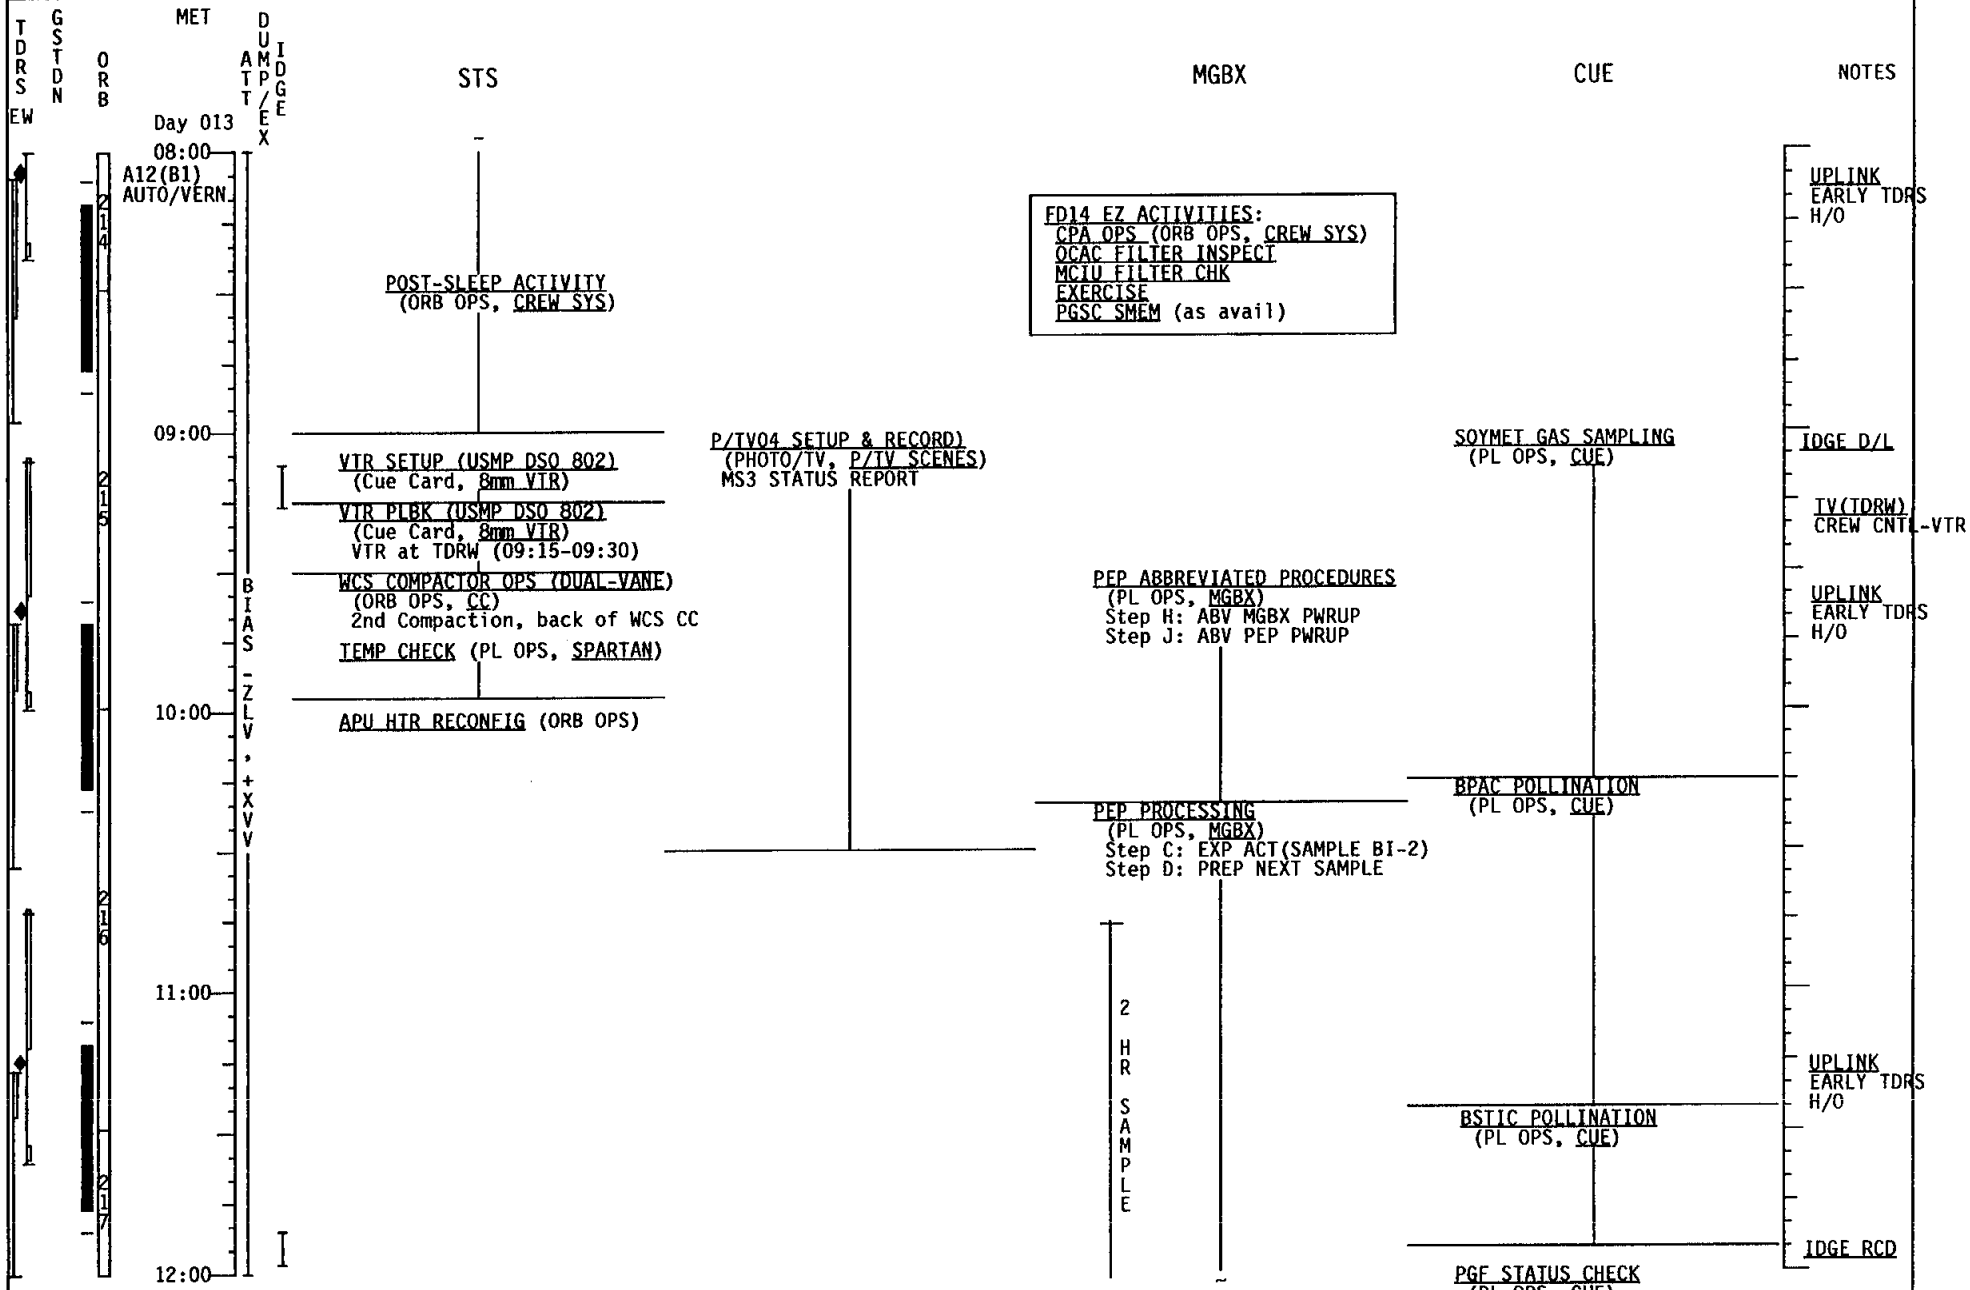 TDRS
EW
GSTDN
ORB
MET
ATT
DUMP/EX
IDGE
STS
MGBX
CUE
NOTES
Day 013
08:00
A12(B1)
AUTO/VERN
214
POST-SLEEP ACTIVITY
(ORB OPS, CREW SYS)
FD14 EZ ACTIVITIES:
CPA OPS (ORB OPS, CREW SYS)
OCAC FILTER INSPECT
MCIU FILTER CHK
EXERCISE
PGSC SMEM (as avail)
UPLINK
EARLY TDRS
H/O
09:00
215
VTR SETUP (USMP DSO 802)
(Cue Card, 8mm VTR)
VTR PLBK (USMP DSO 802)
(Cue Card, 8mm VTR)
VTR at TDRW (09:15-09:30)
WCS COMPACTOR OPS (DUAL-VANE)
(ORB OPS, CC)
2nd Compaction, back of WCS CC
TEMP CHECK (PL OPS, SPARTAN)
P/TV04 SETUP & RECORD)
(PHOTO/TV, P/TV SCENES)
MS3 STATUS REPORT
PEP ABBREVIATED PROCEDURES
(PL OPS, MGBX)
Step H: ABV MGBX PWRUP
Step J: ABV PEP PWRUP
SOYMET GAS SAMPLING
(PL OPS, CUE)
IDGE D/L
TV(TDRW)
CREW CNTL-VTR
UPLINK
EARLY TDRS
H/O
BIAS -ZLV, +XVV
10:00
APU HTR RECONFIG (ORB OPS)
PEP PROCESSING
(PL OPS, MGBX)
Step C: EXP ACT(SAMPLE BI-2)
Step D: PREP NEXT SAMPLE
BPAC POLLINATION
(PL OPS, CUE)
216
11:00
2 HR SAMPLE
UPLINK
EARLY TDRS
H/O
BSTIC POLLINATION
(PL OPS, CUE)
217
IDGE RCD
12:00
PGF STATUS CHECK
(PL OPS, CUE)